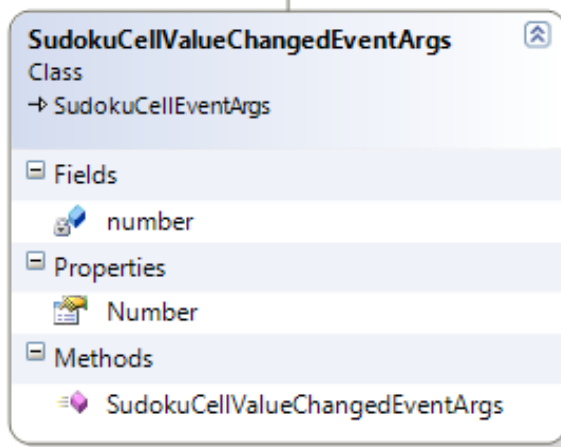 SudokuCellValueChangedEventArgs
Class
SudokuCellEventArgs
Fields
number
Properties
Number
Methods
SudokuCellValueChangedEventArgs